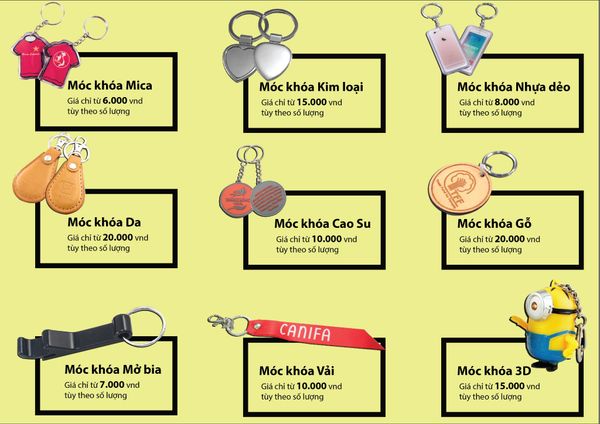 Móc khóa Mica
Giá chỉ từ 6.000 vnd
tùy theo số lượng
Móc khóa Kim loại
Giá chỉ từ 15.000 vnd
tùy theo số lượng
Móc khóa Nhựa dẻo
Giá chỉ từ 8.000 vnd
tùy theo số lượng
Móc khóa Da
Giá chỉ từ 20.000 vnd
tùy theo số lượng
Móc khóa Cao Su
Giá chỉ từ 10.000 vnd
tùy theo số lượng
TFF
Móc khóa Gỗ
Giá chỉ từ 20.000 vnd
tùy theo số lượng
Móc khóa Mở bia
Giá chỉ từ 7.000 vnd
tùy theo số lượng
CANIFA
Móc khóa Vải
Giá chỉ từ 10.000 vnd
tùy theo số lượng
Móc khóa 3D
Giá chỉ từ 15.000 vnd
tùy theo số lượng